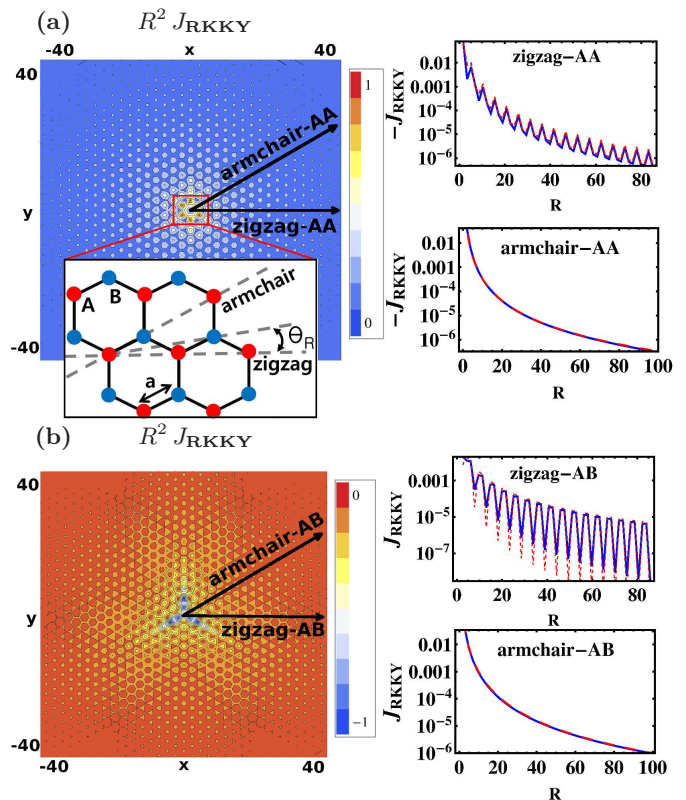 (a) R² J_RKKY
-40 x 40
40
y
-40
1
0
armchair-AA
zigzag-AA
A B
armchair
θ_R
zigzag
a
zigzag-AA
-J_RKKY
0.01
0.001
10⁻⁴
10⁻⁵
10⁻⁶
0 20 40 60 80
R
armchair-AA
-J_RKKY
0.01
0.001
10⁻⁴
10⁻⁵
10⁻⁶
0 20 40 60 80 100
R
(b) R² J_RKKY
40
y
-40
-40 x 40
0
-1
armchair-AB
zigzag-AB
zigzag-AB
J_RKKY
0.001
10⁻⁵
10⁻⁷
0 20 40 60 80
R
armchair-AB
J_RKKY
0.01
0.001
10⁻⁴
10⁻⁵
10⁻⁶
0 20 40 60 80 100
R